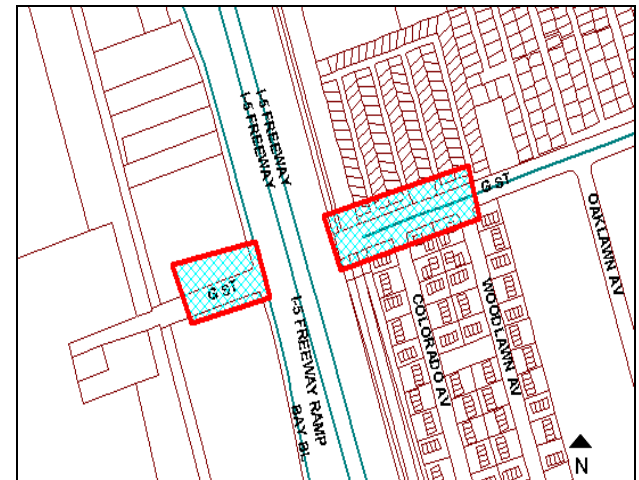 I-5 FREEWAY
I-5 FREEWAY
G ST
OAKLAWN AV
G ST
I-5 FREEWAY RAMP
BAY BL
COLORADO AV
WOODLAWN AV
N